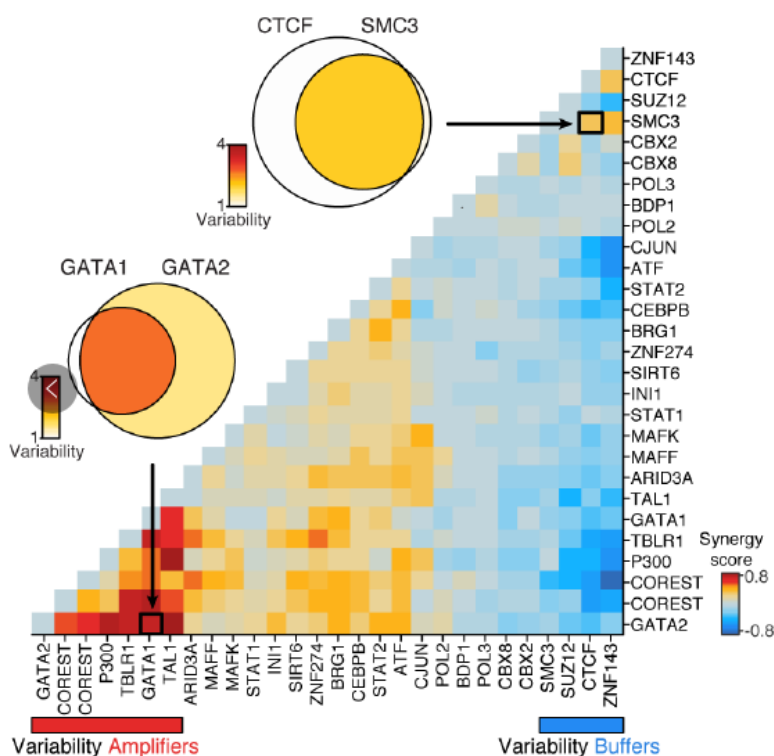 CTCF SMC3
4
1
Variability
GATA1 GATA2
4
1
Variability
ZNF143
CTCF
SUZ12
SMC3
CBX2
CBX8
POL3
BDP1
POL2
CJUN
ATF
STAT2
CEBPB
BRG1
ZNF274
SIRT6
INI1
STAT1
MAFK
MAFF
ARID3A
TAL1
GATA1
TBLR1
P300
COREST
COREST
GATA2
Synergy
score
0.8
-0.8
GATA2
COREST
COREST
P300
TBLR1
GATA1
TAL1
ARID3A
MAFF
MAFK
STAT1
INI1
SIRT6
ZNF274
BRG1
CEBPB
STAT2
ATF
CJUN
POL2
BDP1
POL3
CBX8
CBX2
SMC3
SUZ12
CTCF
ZNF143
Variability Amplifiers
Variability Buffers